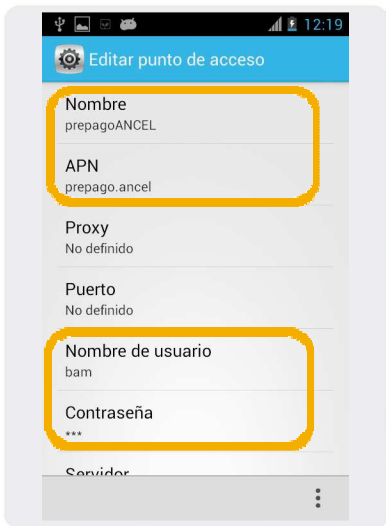 12:19
Editar punto de acceso
Nombre
prepagoANCEL
APN
prepago.ancel
Proxy
No definido
Puerto
No definido
Nombre de usuario
bam
Contraseña
***
Servidor